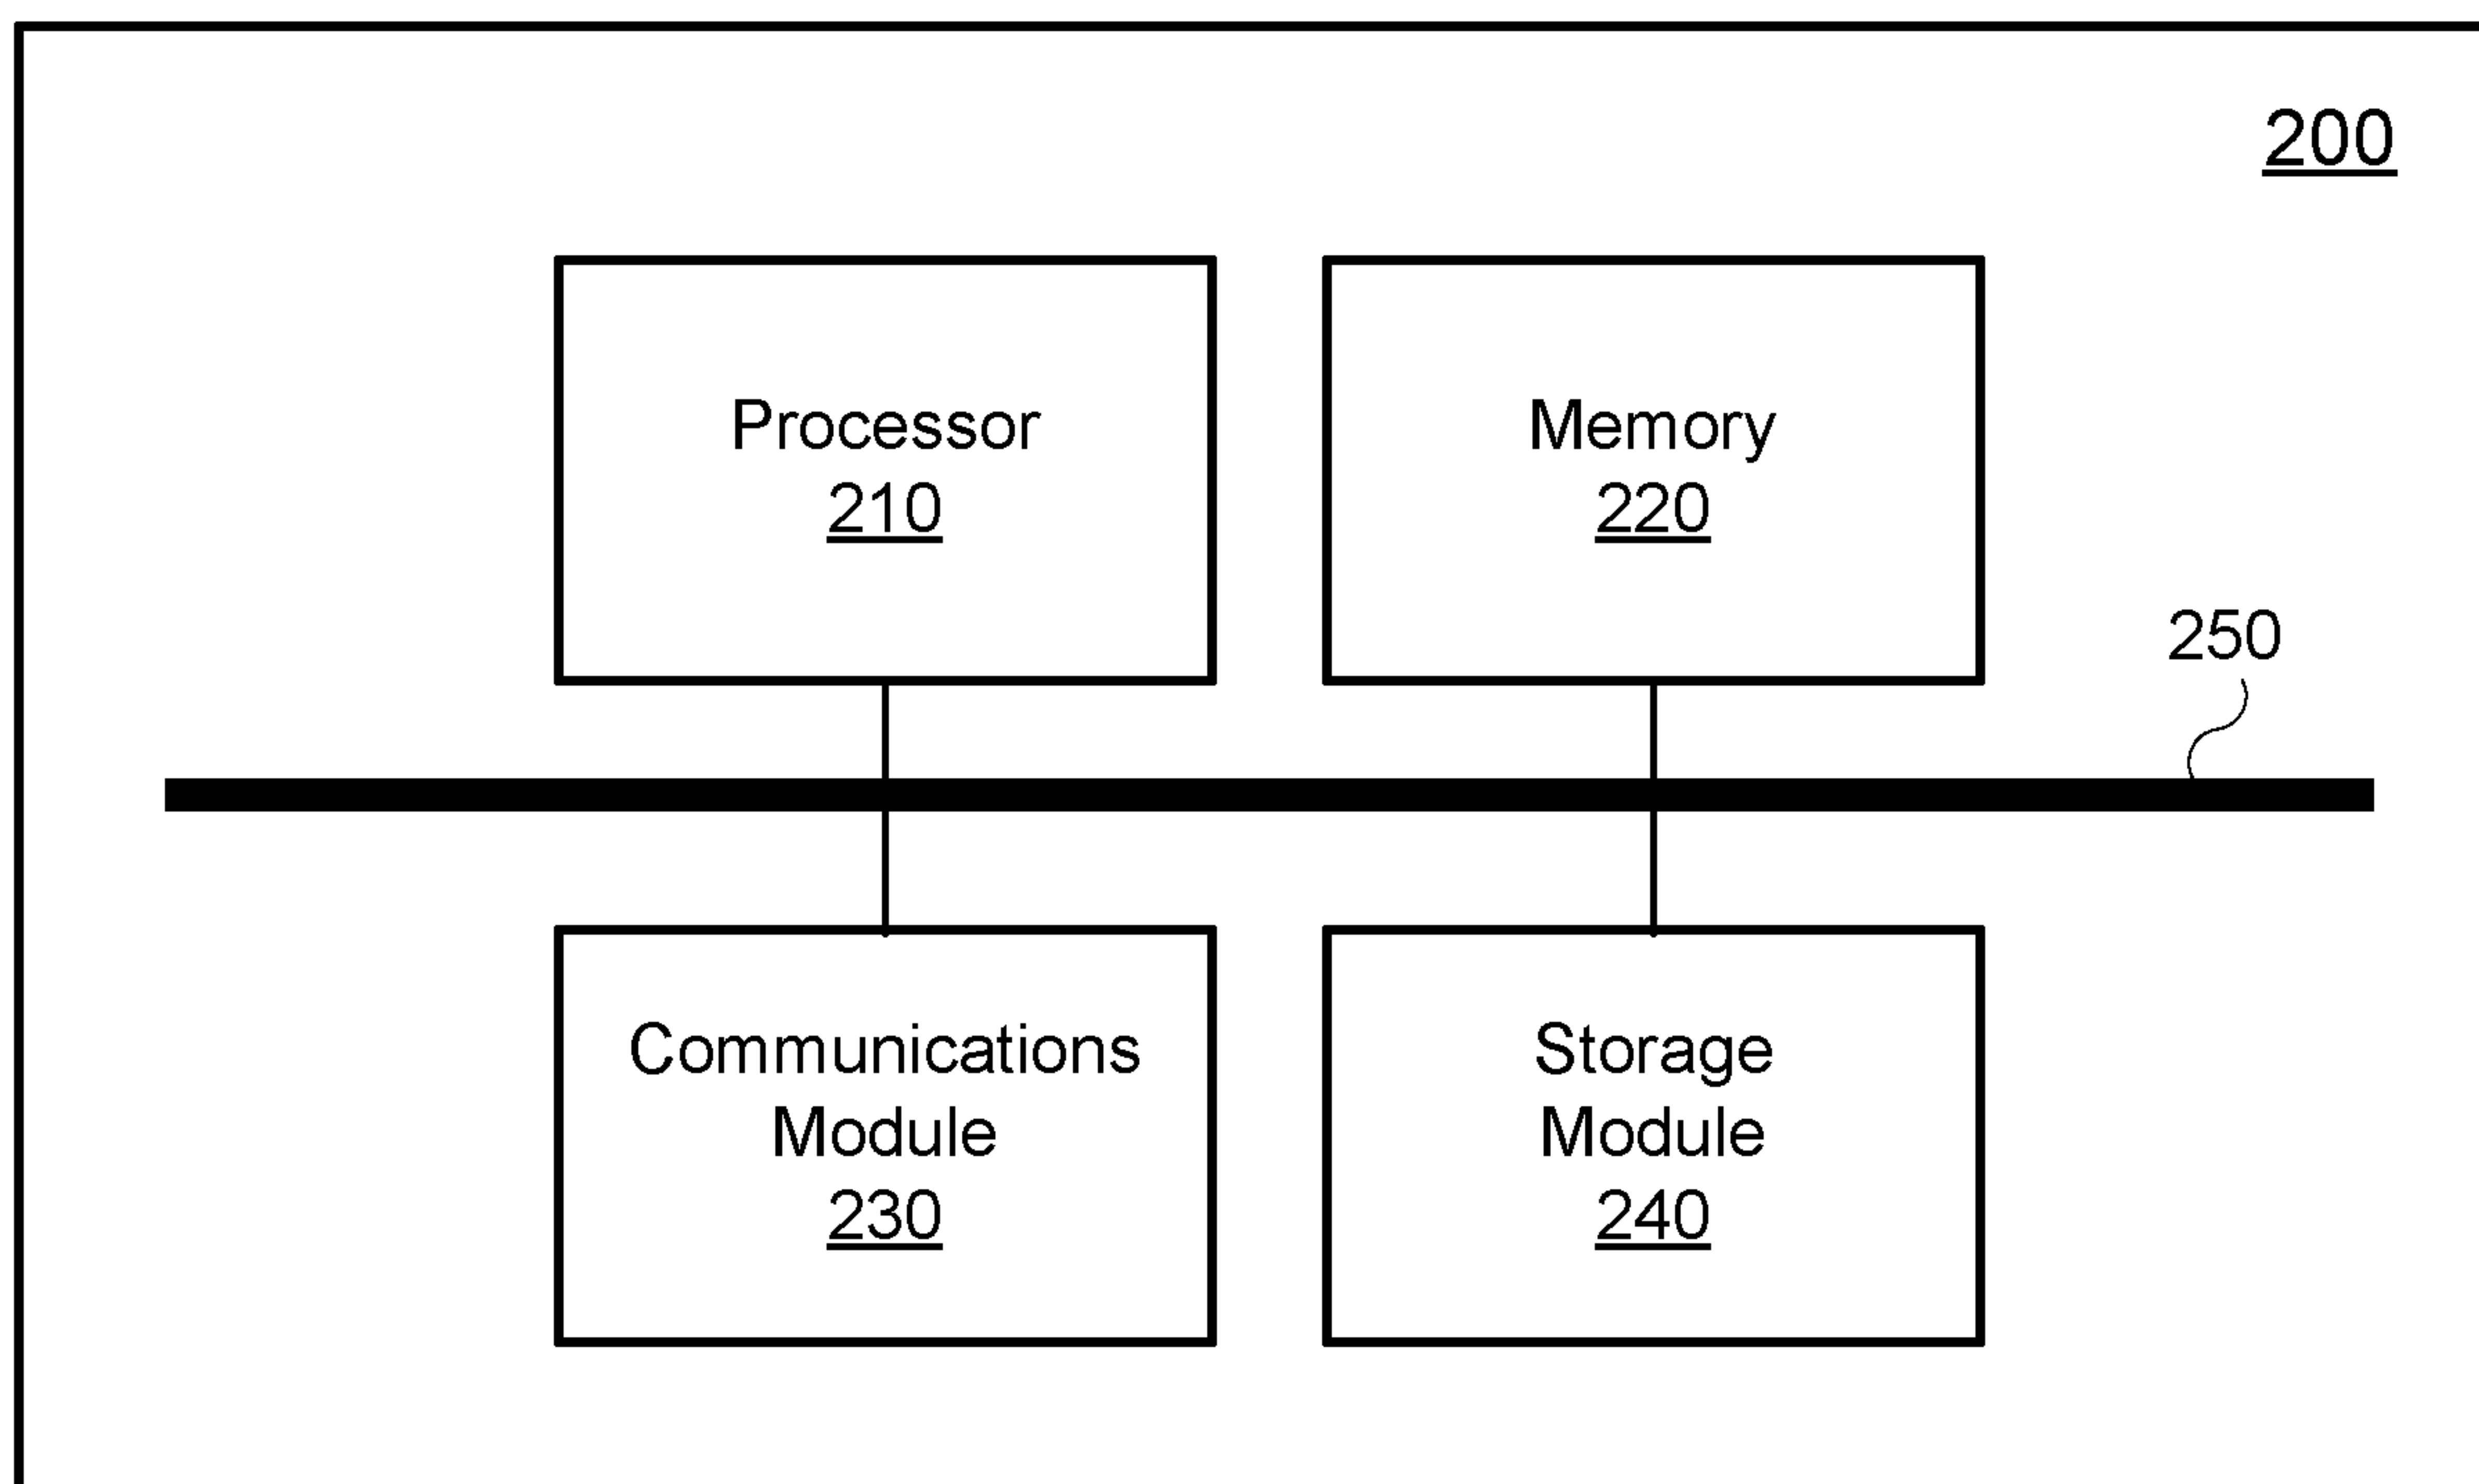 200
Processor
210
Memory
220
250
Communications
Module
230
Storage
Module
240